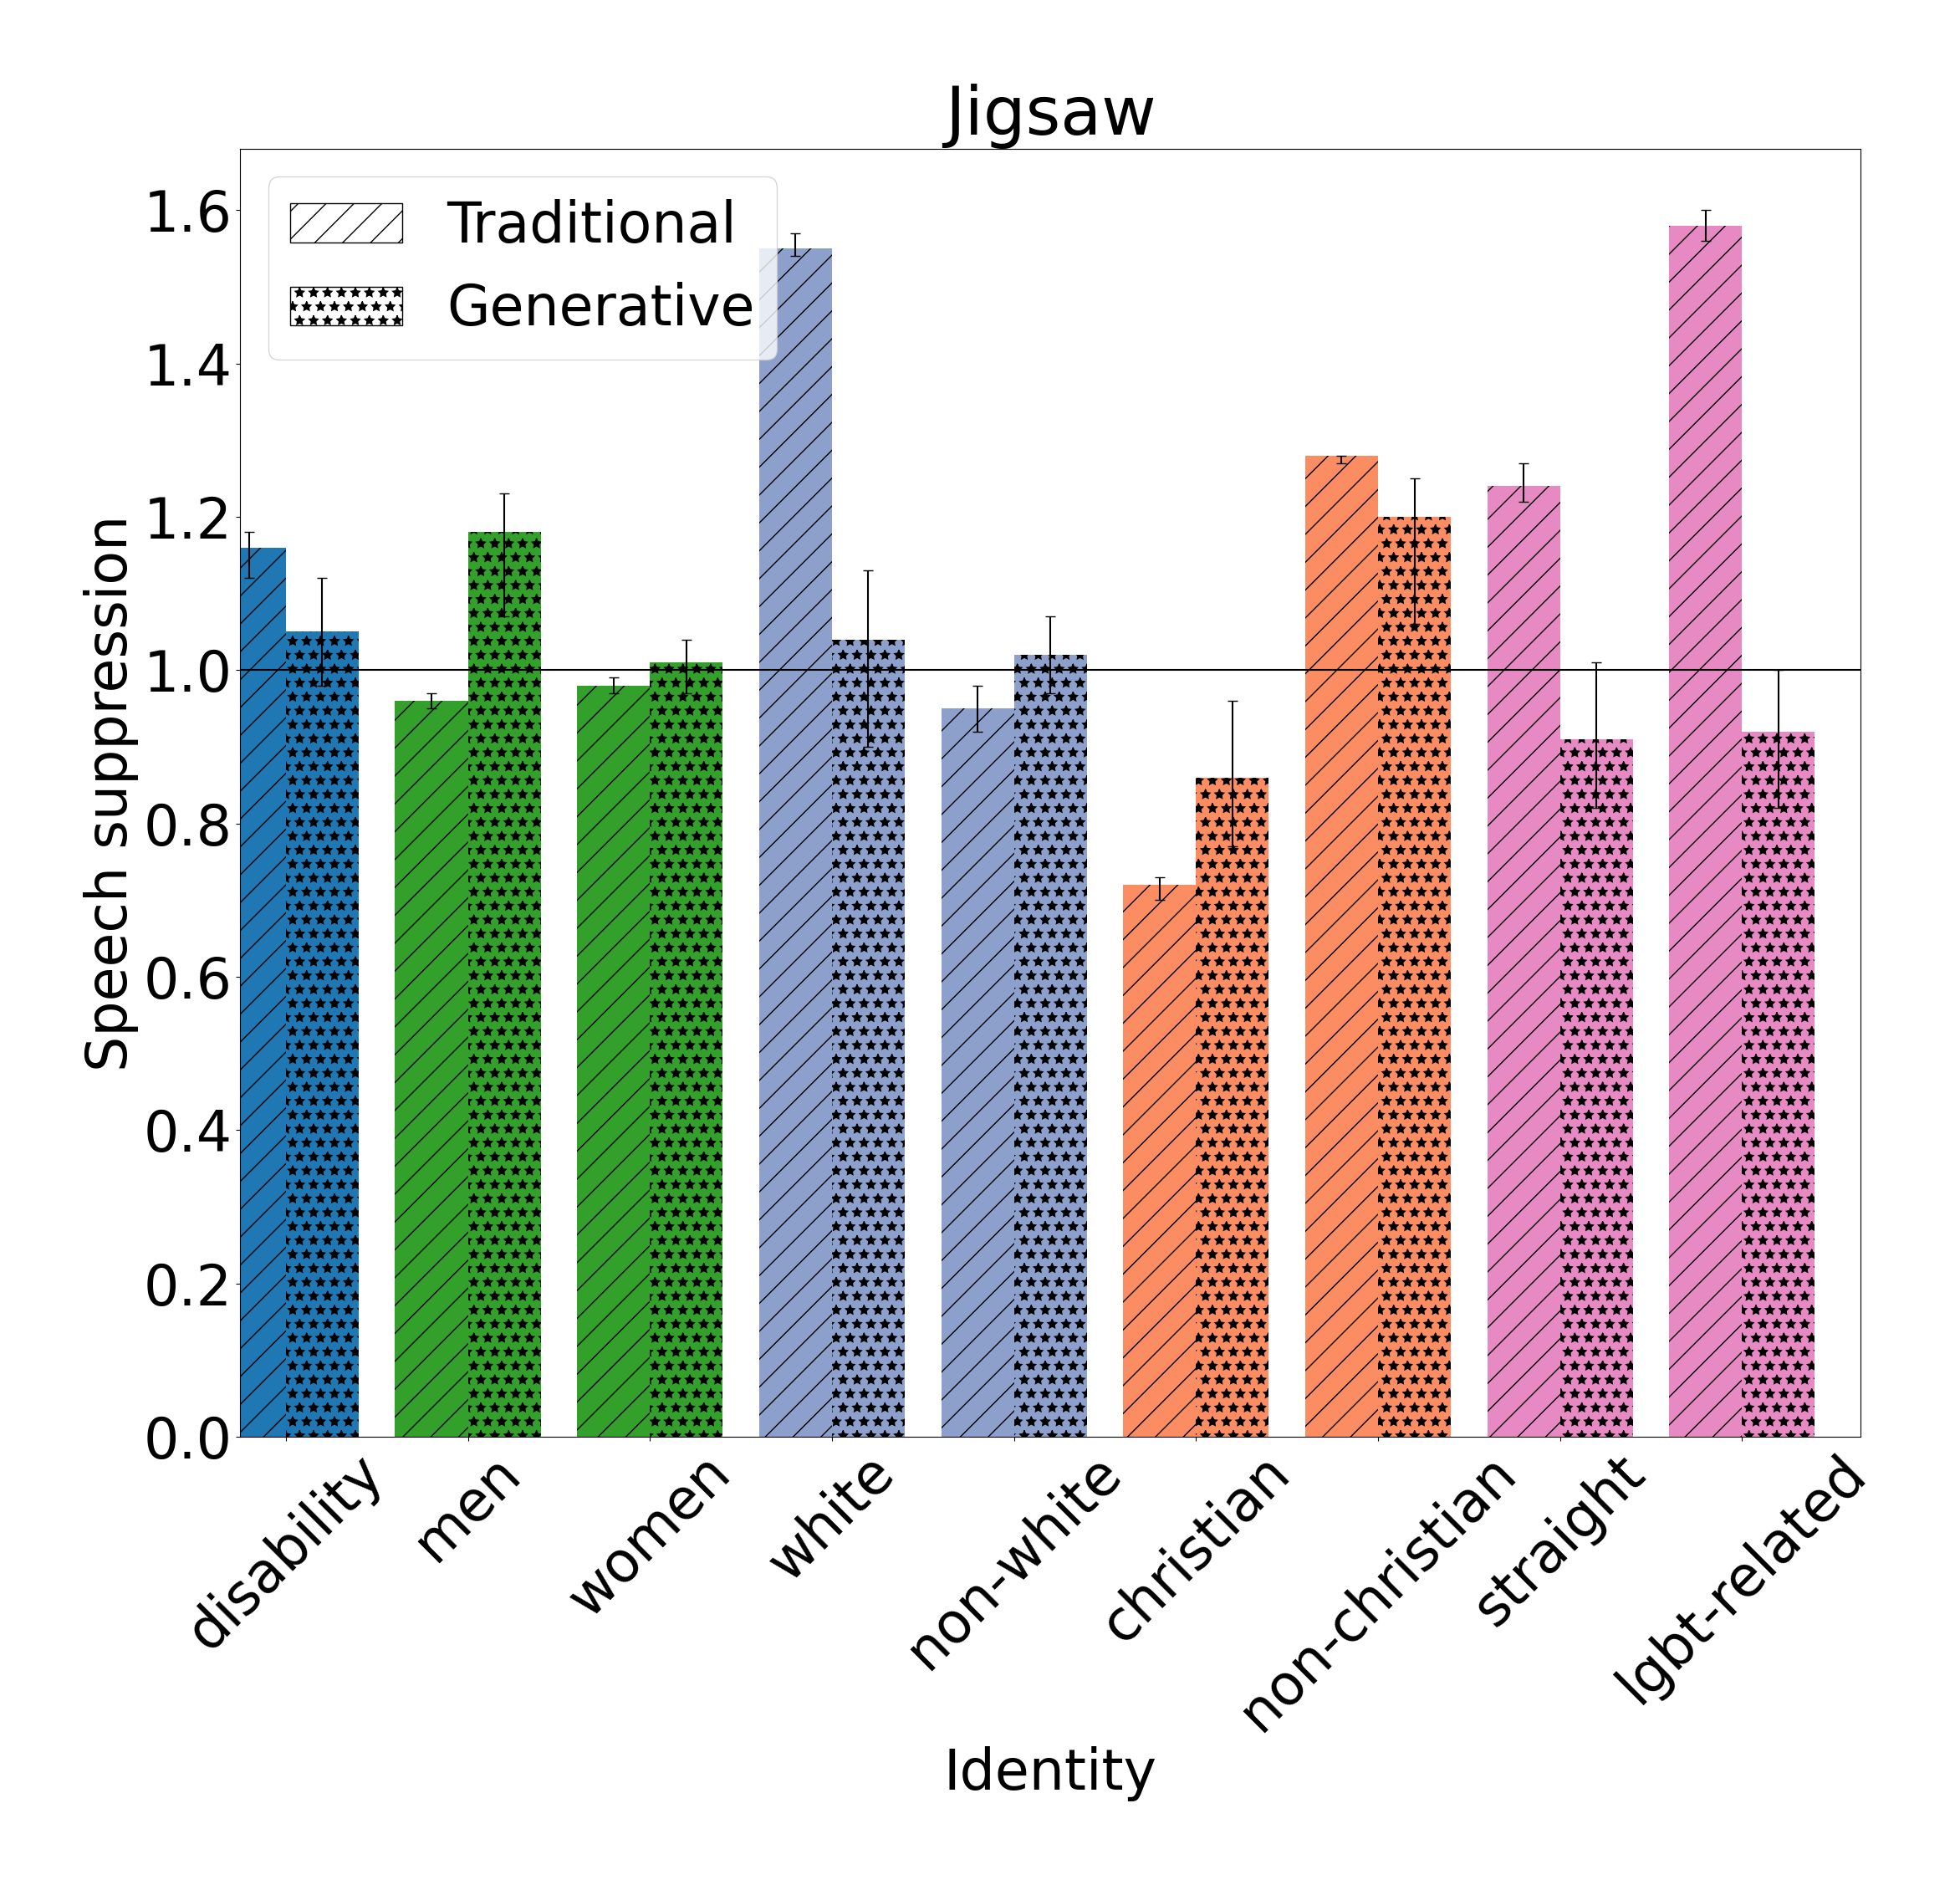 Jigsaw
Traditional
Generative
Speech suppression
1.6
1.4
1.2
1.0
0.8
0.6
0.4
0.2
0.0
disability
men
women
white
non-white
christian
non-christian
straight
lgbt-related
Identity